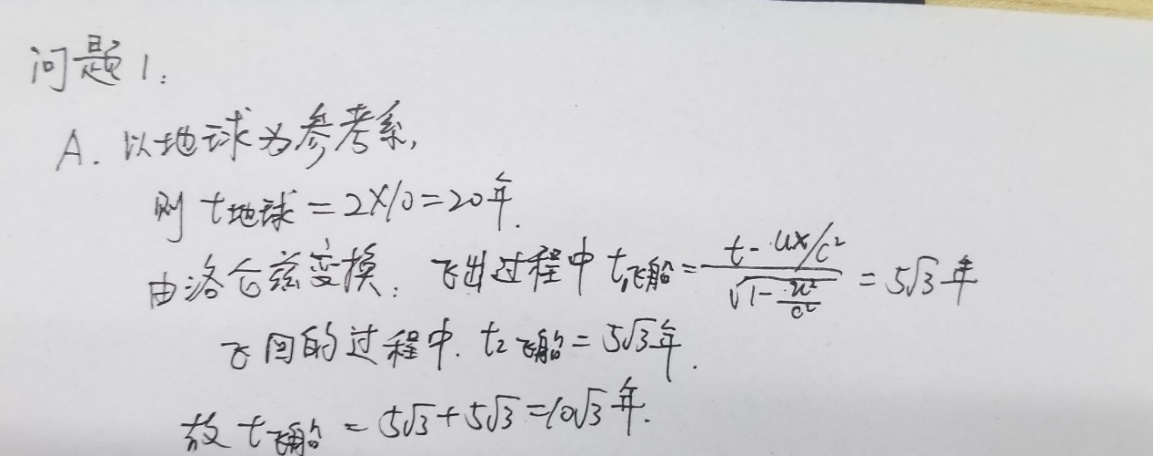 问题1:
A. 以地球为参考系,
则 t地球 = 2×10 = 20年.
由洛仑兹变换: 飞出过程中 t₁飞船 = (t - ux/c²)/√(1 - u²/c²) = 5√3 年
飞回的过程中. t₂飞船 = 5√3年.
故 t飞船 = 5√3 + 5√3 = 10√3 年.